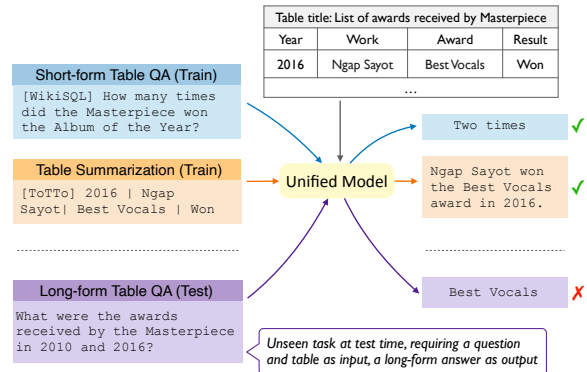 Table title: List of awards received by Masterpiece
Year Work Award Result
2016 Ngap Sayot Best Vocals Won
...
Short-form Table QA (Train)
[WikiSQL] How many times
did the Masterpiece won
the Album of the Year?
Two times ✓
Table Summarization (Train)
[ToTTo] 2016 | Ngap
Sayot| Best Vocals | Won
Unified Model
Ngap Sayot won
the Best Vocals
award in 2016. ✓
Long-form Table QA (Test)
What were the awards
received by the Masterpiece
in 2010 and 2016?
Best Vocals ✗
Unseen task at test time, requiring a question
and table as input, a long-form answer as output